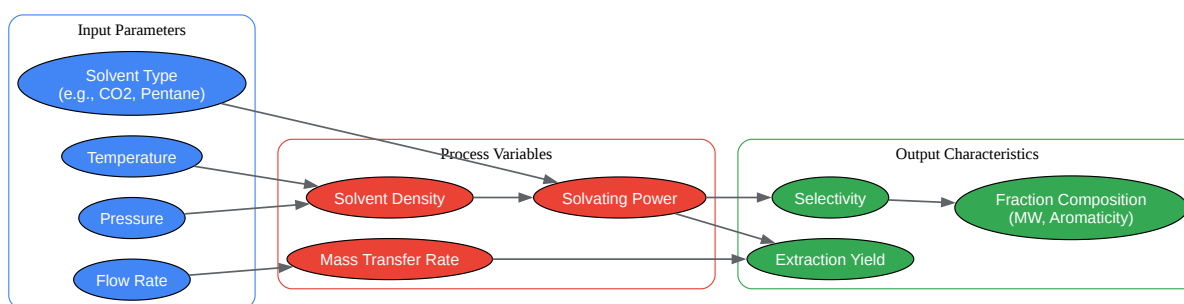 Input Parameters
Solvent Type
(e.g., CO2, Pentane)
Temperature
Pressure
Flow Rate
Process Variables
Solvent Density
Solvating Power
Mass Transfer Rate
Output Characteristics
Selectivity
Fraction Composition
(MW, Aromaticity)
Extraction Yield